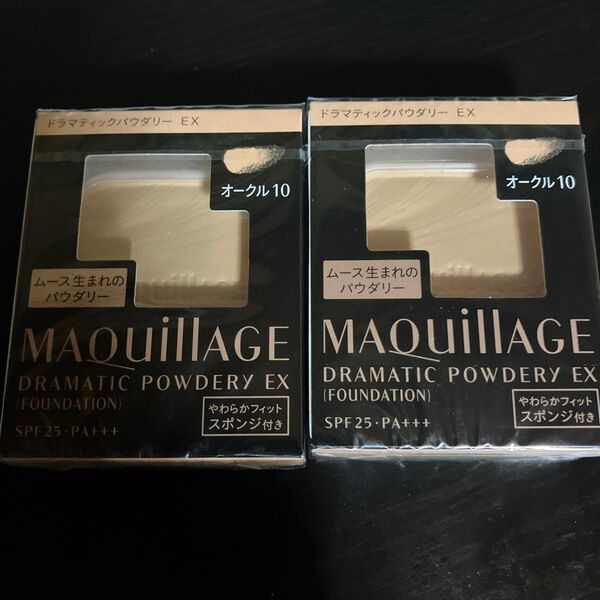 ドラマティックパウダリー EX
オークル10
ムース生まれの
パウダリー
MAQuillAGE
DRAMATIC POWDERY EX
(FOUNDATION)
SPF25・PA+++
やわらかフィット
スポンジ付き
ドラマティックパウダリー EX
オークル10
ムース生まれの
パウダリー
MAQuillAGE
DRAMATIC POWDERY EX
(FOUNDATION)
SPF25・PA+++
やわらかフィット
スポンジ付き